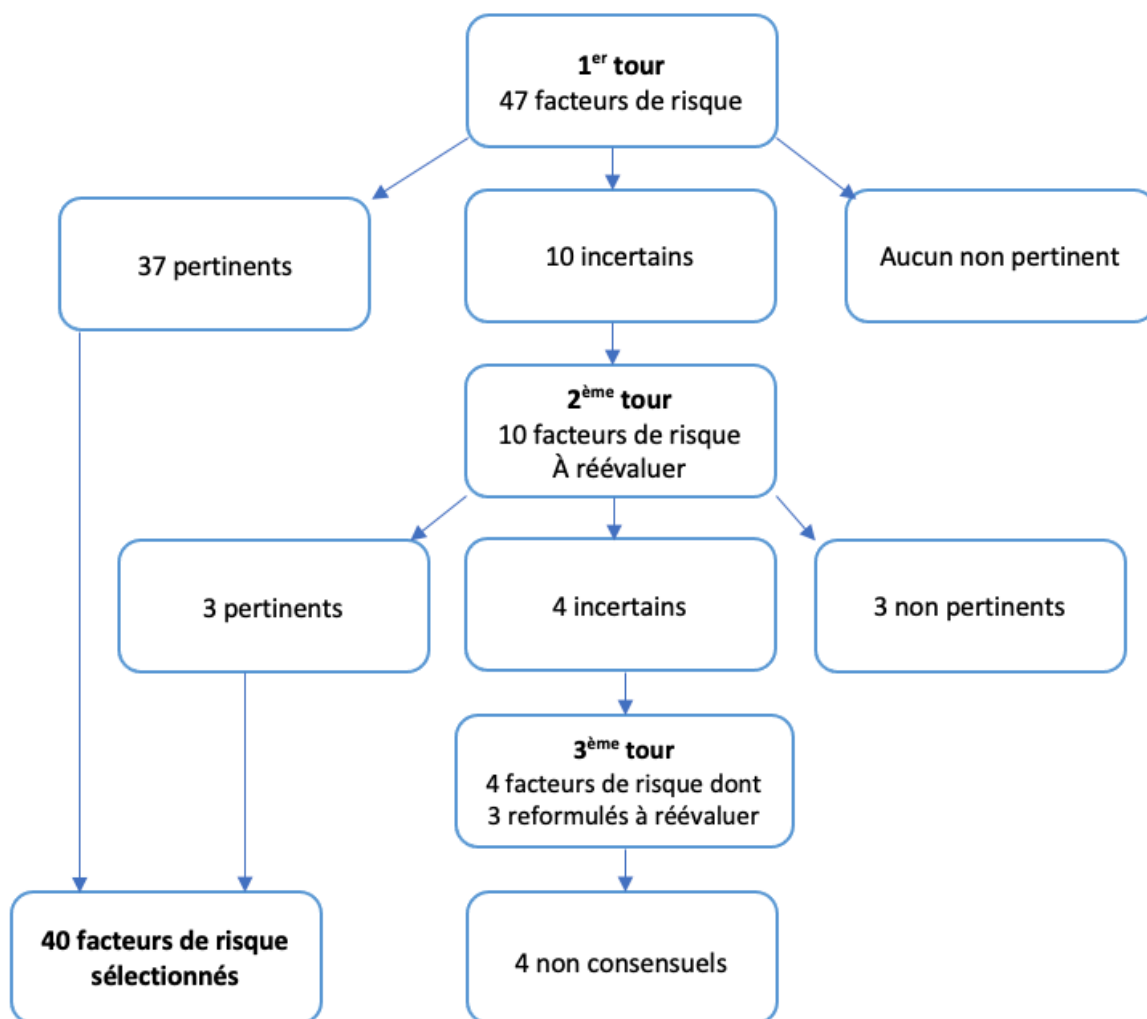 1er tour
47 facteurs de risque
37 pertinents
10 incertains
Aucun non pertinent
2ème tour
10 facteurs de risque
À réévaluer
3 pertinents
4 incertains
3 non pertinents
3ème tour
4 facteurs de risque dont
3 reformulés à réévaluer
40 facteurs de risque
sélectionnés
4 non consensuels